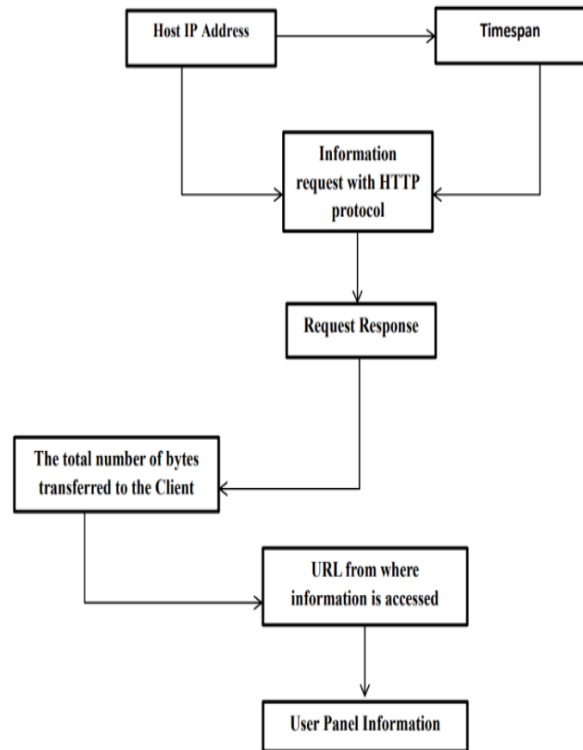 Host IP Address
Timespan
Information
request with HTTP
protocol
Request Response
The total number of bytes
transferred to the Client
URL from where
information is accessed
User Panel Information